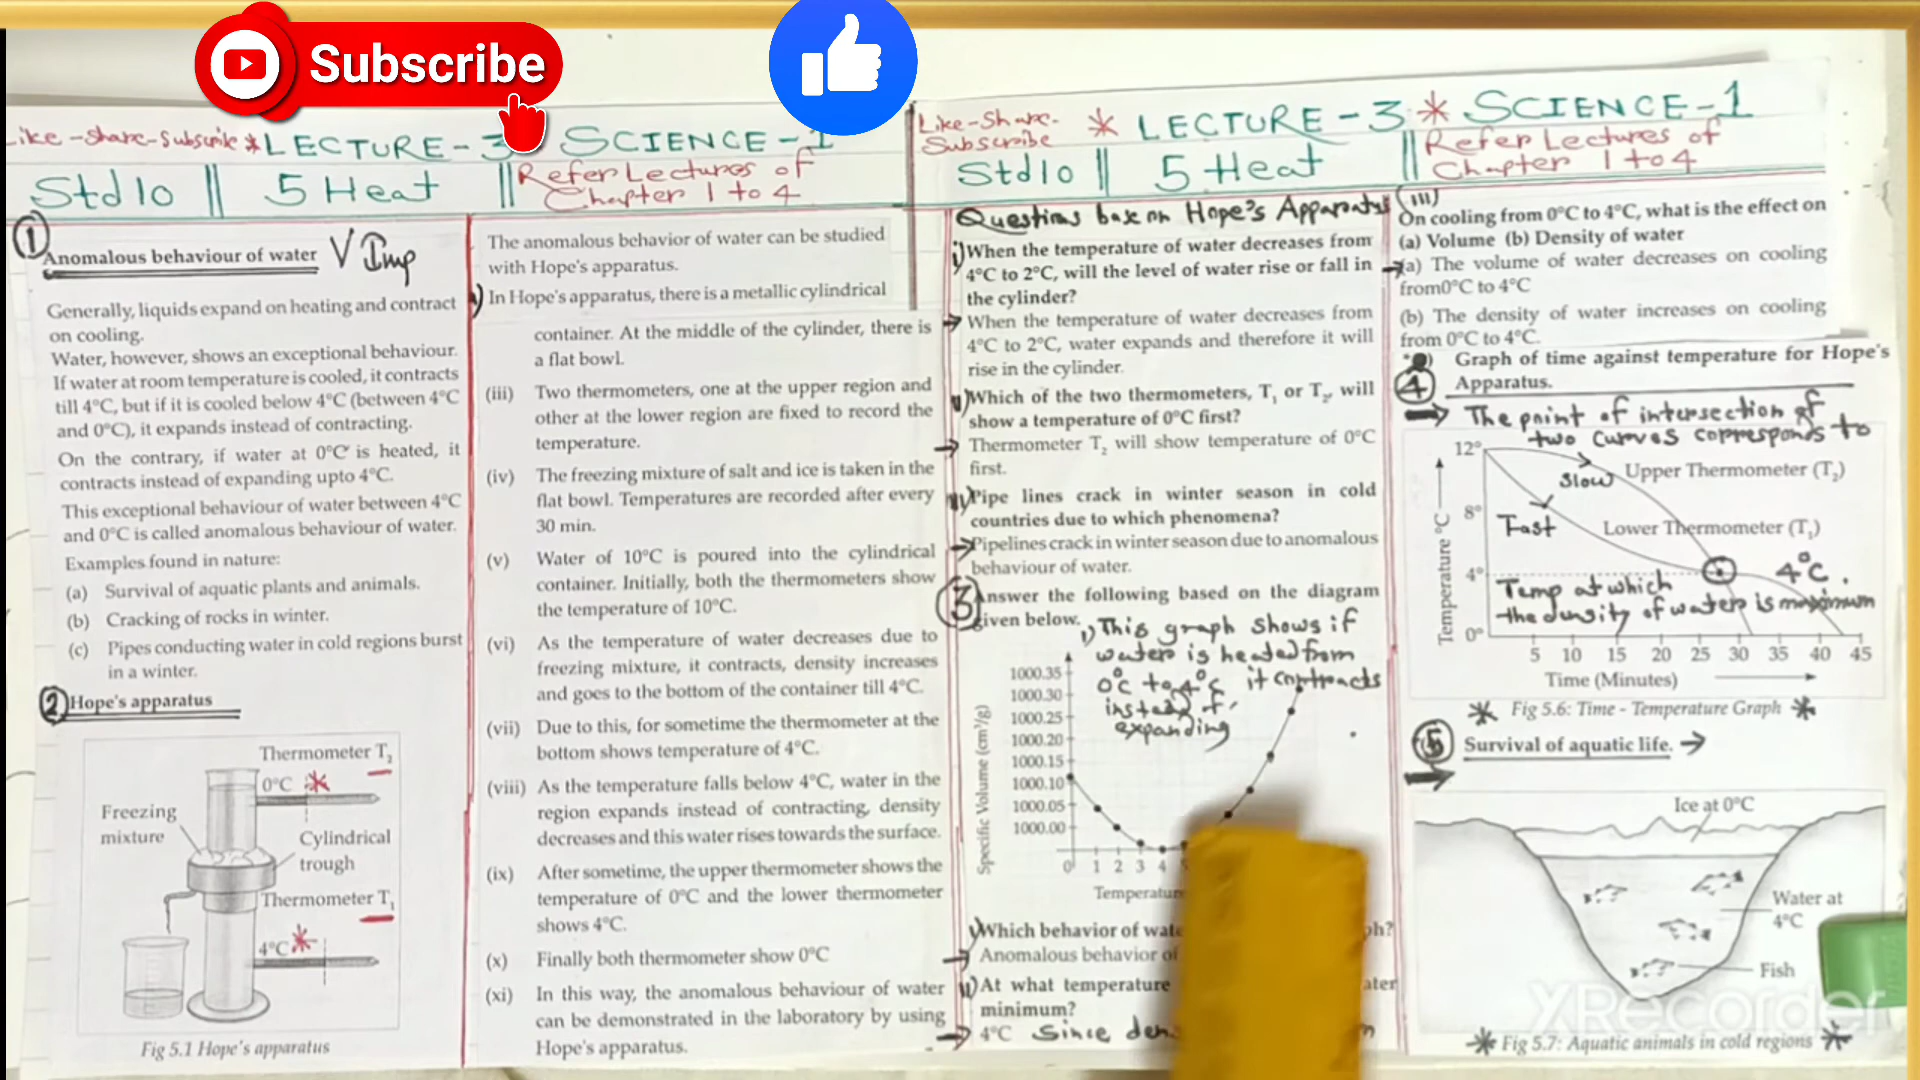 Subscribe
Like-Share-Subscribe * LECTURE - 3 SCIENCE - 1
Std 10 || 5 Heat || Refer Lectures of
Chapter 1 to 4
1
Anomalous behaviour of water V Imp
Generally, liquids expand on heating and contract
on cooling.
Water, however, shows an exceptional behaviour.
If water at room temperature is cooled, it contracts
till 4°C, but if it is cooled below 4°C (between 4°C
and 0°C), it expands instead of contracting.
On the contrary, if water at 0°C is heated, it
contracts instead of expanding upto 4°C.
This exceptional behaviour of water between 4°C
and 0°C is called anomalous behaviour of water.
Examples found in nature:
(a) Survival of aquatic plants and animals.
(b) Cracking of rocks in winter.
(c) Pipes conducting water in cold regions burst
in a winter.
2 Hope's apparatus
Thermometer T2
0°C *
Freezing
mixture
Cylindrical
trough
Thermometer T1
4°C *
Fig 5.1 Hope's apparatus
The anomalous behavior of water can be studied
with Hope's apparatus.
In Hope's apparatus, there is a metallic cylindrical
container. At the middle of the cylinder, there is
a flat bowl.
(iii) Two thermometers, one at the upper region and
other at the lower region are fixed to record the
temperature.
(iv) The freezing mixture of salt and ice is taken in the
flat bowl. Temperatures are recorded after every
30 min.
(v) Water of 10°C is poured into the cylindrical
container. Initially, both the thermometers show
the temperature of 10°C.
(vi) As the temperature of water decreases due to
freezing mixture, it contracts, density increases
and goes to the bottom of the container till 4°C.
(vii) Due to this, for sometime the thermometer at the
bottom shows temperature of 4°C.
(viii) As the temperature falls below 4°C, water in the
region expands instead of contracting, density
decreases and this water rises towards the surface.
(ix) After sometime, the upper thermometer shows the
temperature of 0°C and the lower thermometer
shows 4°C.
(x) Finally both thermometer show 0°C
(xi) In this way, the anomalous behaviour of water
can be demonstrated in the laboratory by using
Hope's apparatus.
Like-Share-
Subscribe
* LECTURE - 3 * SCIENCE - 1
Std 10 || 5 Heat || Refer Lectures of
Chapter 1 to 4
Questions base on Hope's Apparatus
i) When the temperature of water decreases from
4°C to 2°C, will the level of water rise or fall in
the cylinder?
→ When the temperature of water decreases from
4°C to 2°C, water expands and therefore it will
rise in the cylinder.
Which of the two thermometers, T1 or T2, will
show a temperature of 0°C first?
→ Thermometer T2 will show temperature of 0°C
first.
Pipe lines crack in winter season in cold
countries due to which phenomena?
→ Pipelines crack in winter season due to anomalous
behaviour of water.
3 Answer the following based on the diagram
given below.
i) This graph shows if
water is heated from
0°C to 4°C it contracts
instead of
expanding
1000.35
1000.30
1000.25
1000.20
1000.15
1000.10
1000.05
1000.00
Specific Volume (cm³/g)
0 1 2 3 4
Temperature
i) Which behavior of
Anomalous behavior of
ii) At what temperature
minimum?
→ 4°C Since
(iii)
On cooling from 0°C to 4°C, what is the effect on
(a) Volume (b) Density of water
→ (a) The volume of water decreases on cooling
from0°C to 4°C
(b) The density of water increases on cooling
from 0°C to 4°C.
4 Graph of time against temperature for Hope's
Apparatus.
→ The point of intersection of
two curves corresponds to
12°
8°
4°
0°
Temperature °C
Slow Upper Thermometer (T2)
Fast Lower Thermometer (T1)
4°C.
Temp at which
the density of water is maximum
5 10 15 20 25 30 35 40 45
Time (Minutes)
* Fig 5.6: Time - Temperature Graph *
5 Survival of aquatic life. →
Ice at 0°C
Water at
4°C
Fish
XRecorder
* Fig 5.7: Aquatic animals in cold regions *